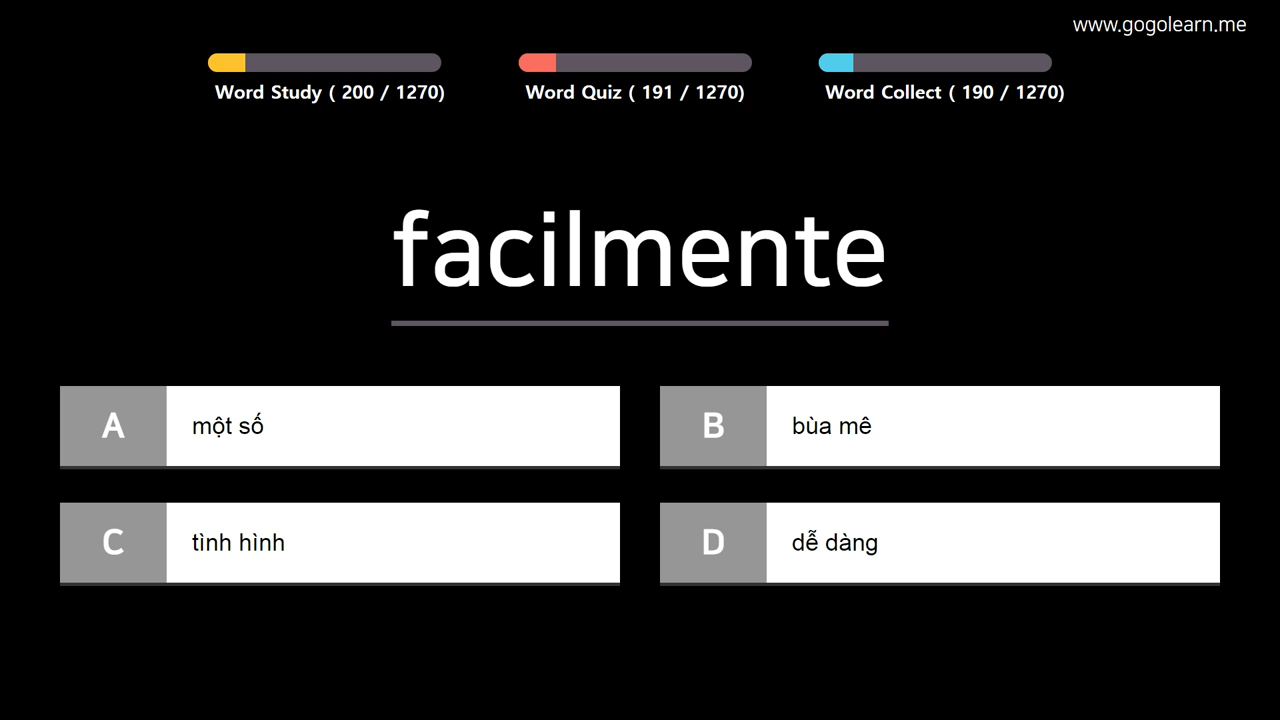 www.gogolearn.me
Word Study ( 200 / 1270)
Word Quiz ( 191 / 1270)
Word Collect ( 190 / 1270)
facilmente
A một số
B bùa mê
C tình hình
D dễ dàng